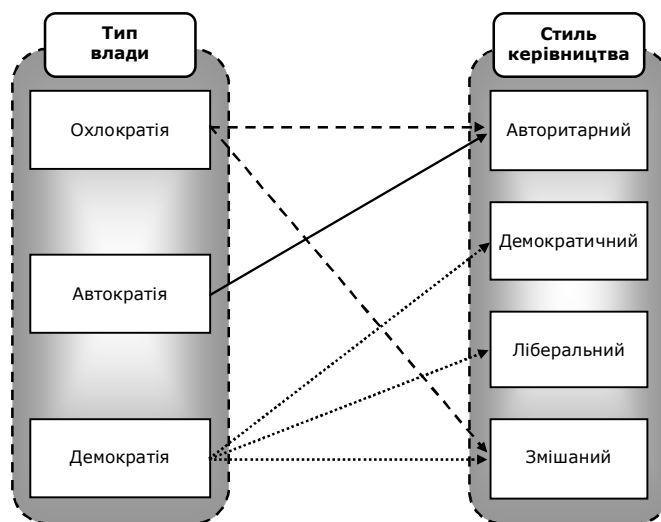 Тип
влади
Стиль
керівництва
Охлократія
Авторитарний
Демократичний
Автократія
Ліберальний
Демократія
Змішаний